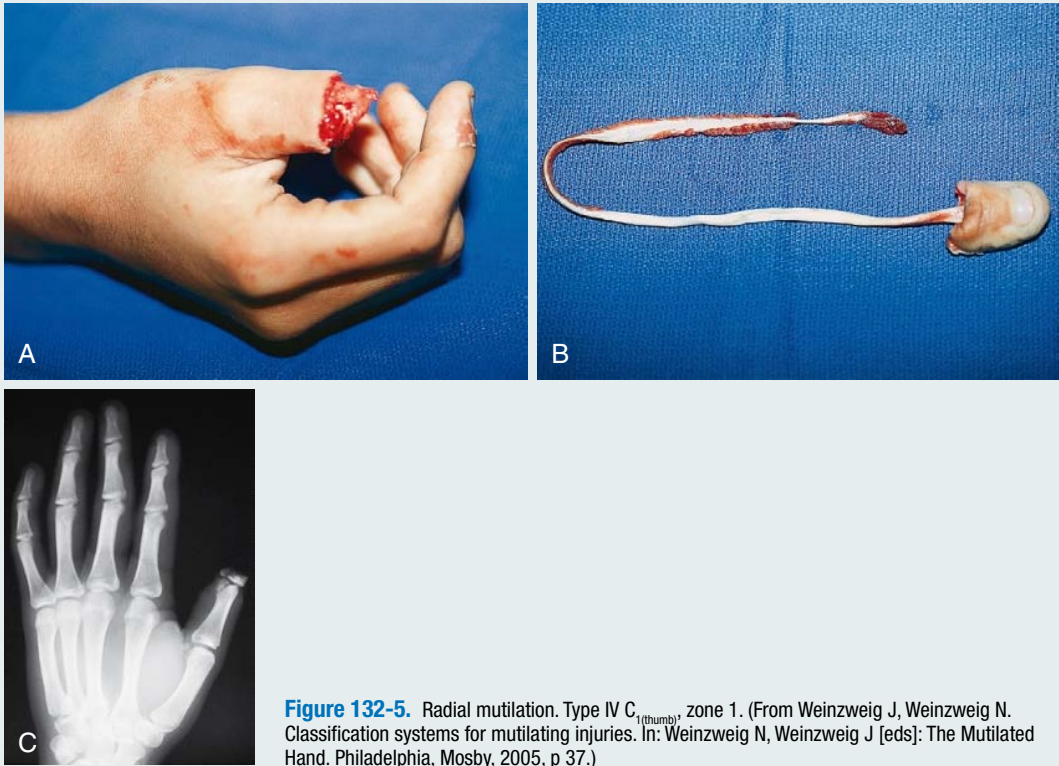 A
B
C
Figure 132-5. Radial mutilation. Type IV C1(thumb), zone 1. (From Weinzweig J, Weinzweig N.
Classification systems for mutilating injuries. In: Weinzweig N, Weinzweig J [eds]: The Mutilated
Hand. Philadelphia, Mosby, 2005, p 37.)